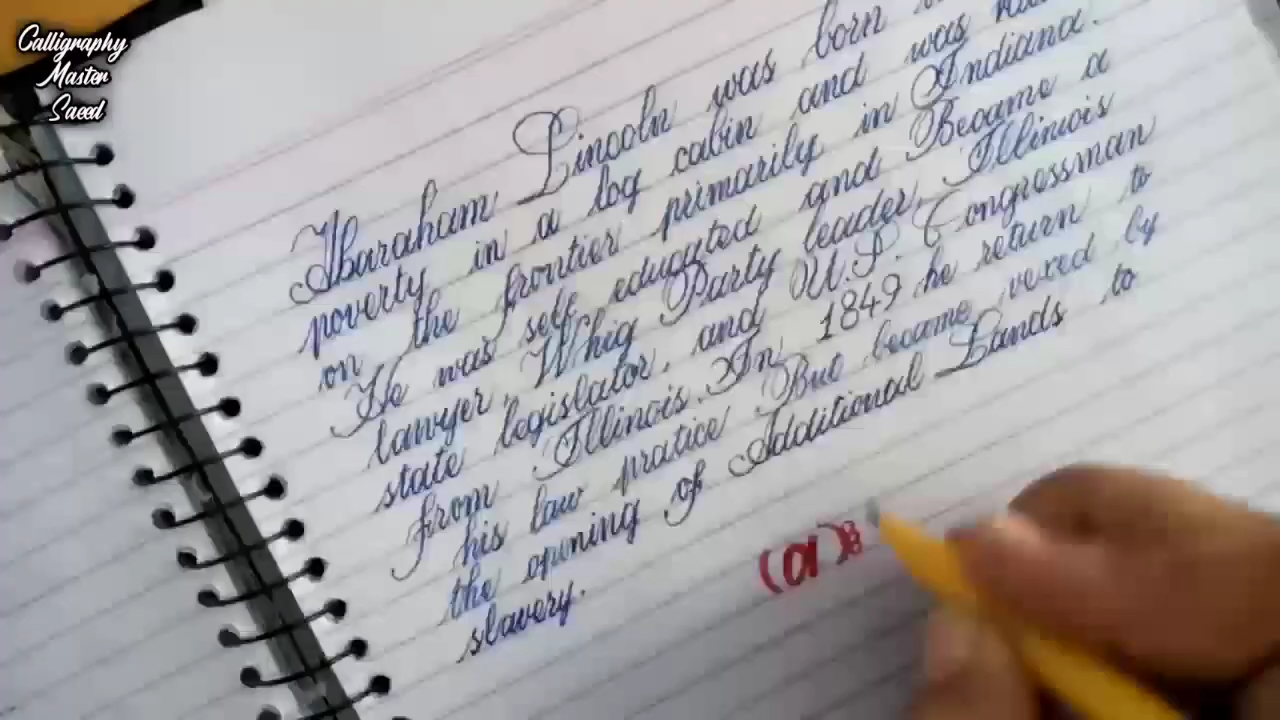 Calligraphy
Master
Saeed
Abaraham Lincoln was born
poverty in a log cabin and was
on the frontier primarily in Indiana.
He was self educated and Became a
lawyer, Whig Party leader, Illinois
state legislator, and U.S. Congressman
from Illinois. In 1849 he return to
his law pratice But became vexed by
the opening of Additional Lands to
slavery.
(01)